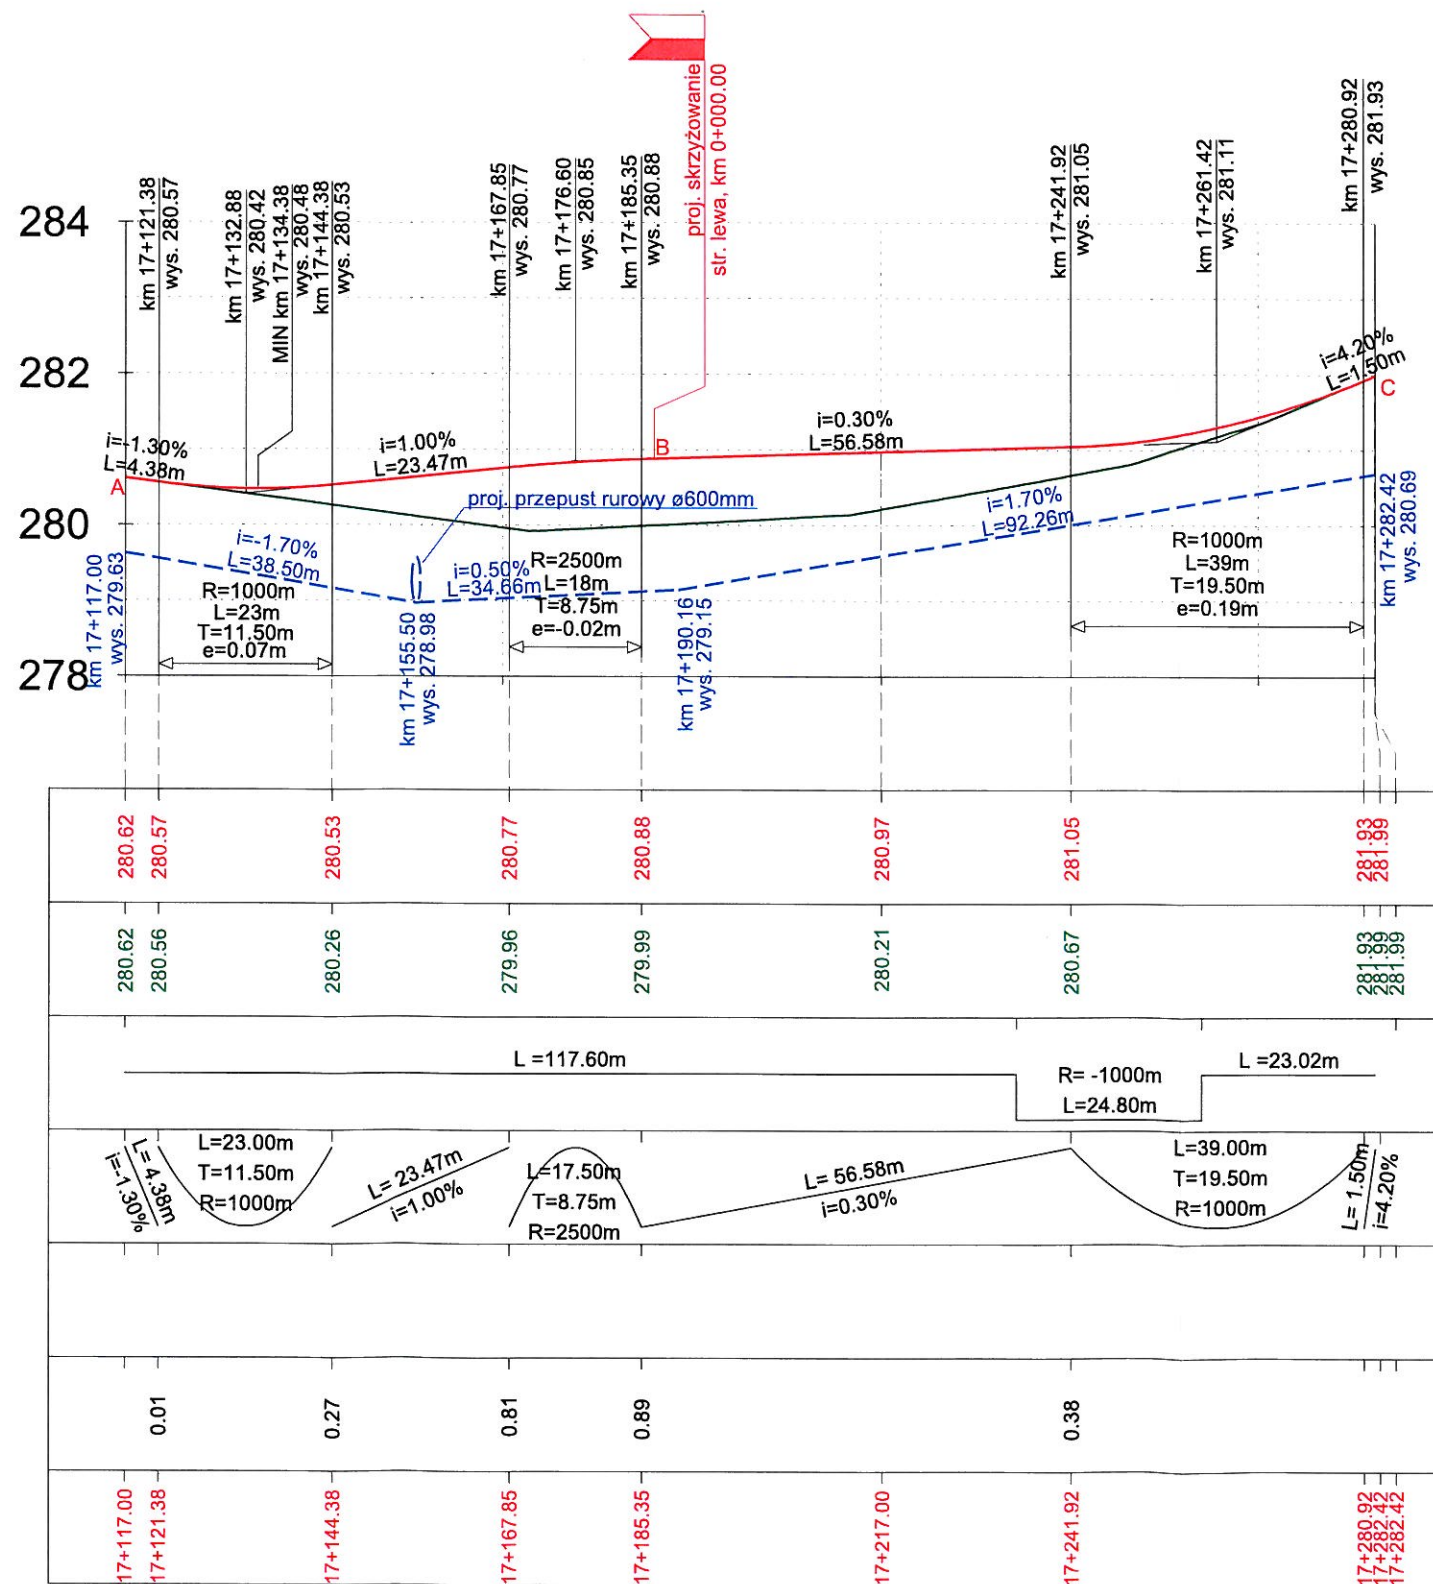 proj. skrzyżowanie
str. lewa, km 0+000.00
km 17+121.38
wys. 280.57
km 17+132.88
wys. 280.42
MIN km 17+134.38
wys. 280.48
km 17+144.38
wys. 280.53
km 17+167.85
wys. 280.77
km 17+176.60
wys. 280.85
km 17+185.35
wys. 280.88
km 17+241.92
wys. 281.05
km 17+261.42
wys. 281.11
km 17+280.92
wys. 281.93
284
282
280
278
i=-1.30%
L=4.38m
A
i=1.00%
L=23.47m
B
i=0.30%
L=56.58m
i=4.20%
L=1.50m
C
proj. przepust rurowy ø600mm
i=-1.70%
L=38.50m
i=0.50%
L=34.66m
i=1.70%
L=92.26m
km 17+117.00
wys. 279.63
km 17+155.50
wys. 278.98
km 17+190.16
wys. 279.15
km 17+282.42
wys. 280.69
R=1000m
L=23m
T=11.50m
e=0.07m
R=2500m
L=18m
T=8.75m
e=-0.02m
R=1000m
L=39m
T=19.50m
e=0.19m
280.62
280.57
280.53
280.77
280.88
280.97
281.05
281.93
281.99
280.62
280.56
280.26
279.96
279.99
280.21
280.67
281.93
281.99
281.99
L =117.60m
R= -1000m
L=24.80m
L =23.02m
L= 4.38m
i=-1.30%
L=23.00m
T=11.50m
R=1000m
L= 23.47m
i=1.00%
L=17.50m
T=8.75m
R=2500m
L= 56.58m
i=0.30%
L=39.00m
T=19.50m
R=1000m
L= 1.50m
i=4.20%
0.01
0.27
0.81
0.89
0.38
17+117.00
17+121.38
17+144.38
17+167.85
17+185.35
17+217.00
17+241.92
17+280.92
17+282.42
17+282.42